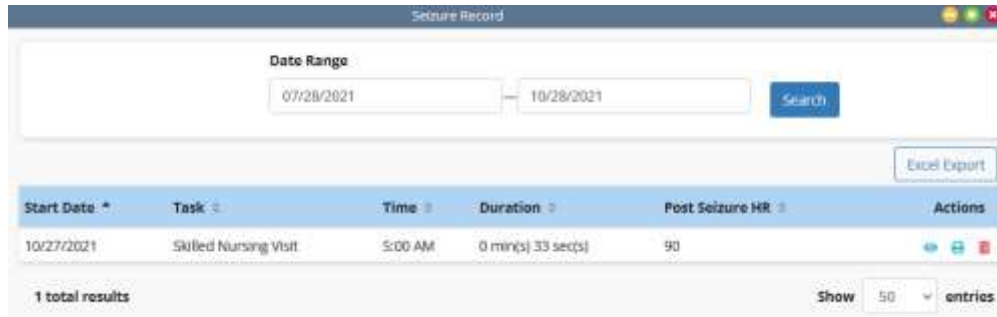 Seizure Record
Date Range
07/28/2021 — 10/28/2021 Search
Excel Export
Start Date Task Time Duration Post Seizure HR Actions
10/27/2021 Skilled Nursing Visit 5:00 AM 0 min(s) 33 sec(s) 90
1 total results Show 50 entries